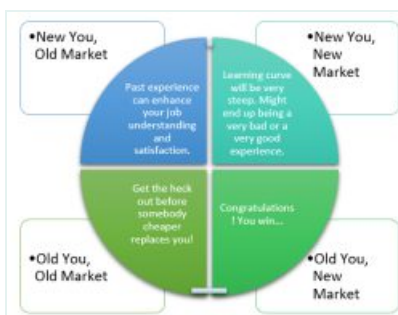 •New You,
Old Market
•New You,
New
Market
Past experience
can enhance
your job
understanding
and
satisfaction.
Learning curve
will be very
steep. Might
end up being a
very bad or a
very good
experience.
Get the heck
out before
somebody
cheaper
replaces you!
Congratulations
! You win...
•Old You,
Old Market
•Old You,
New
Market